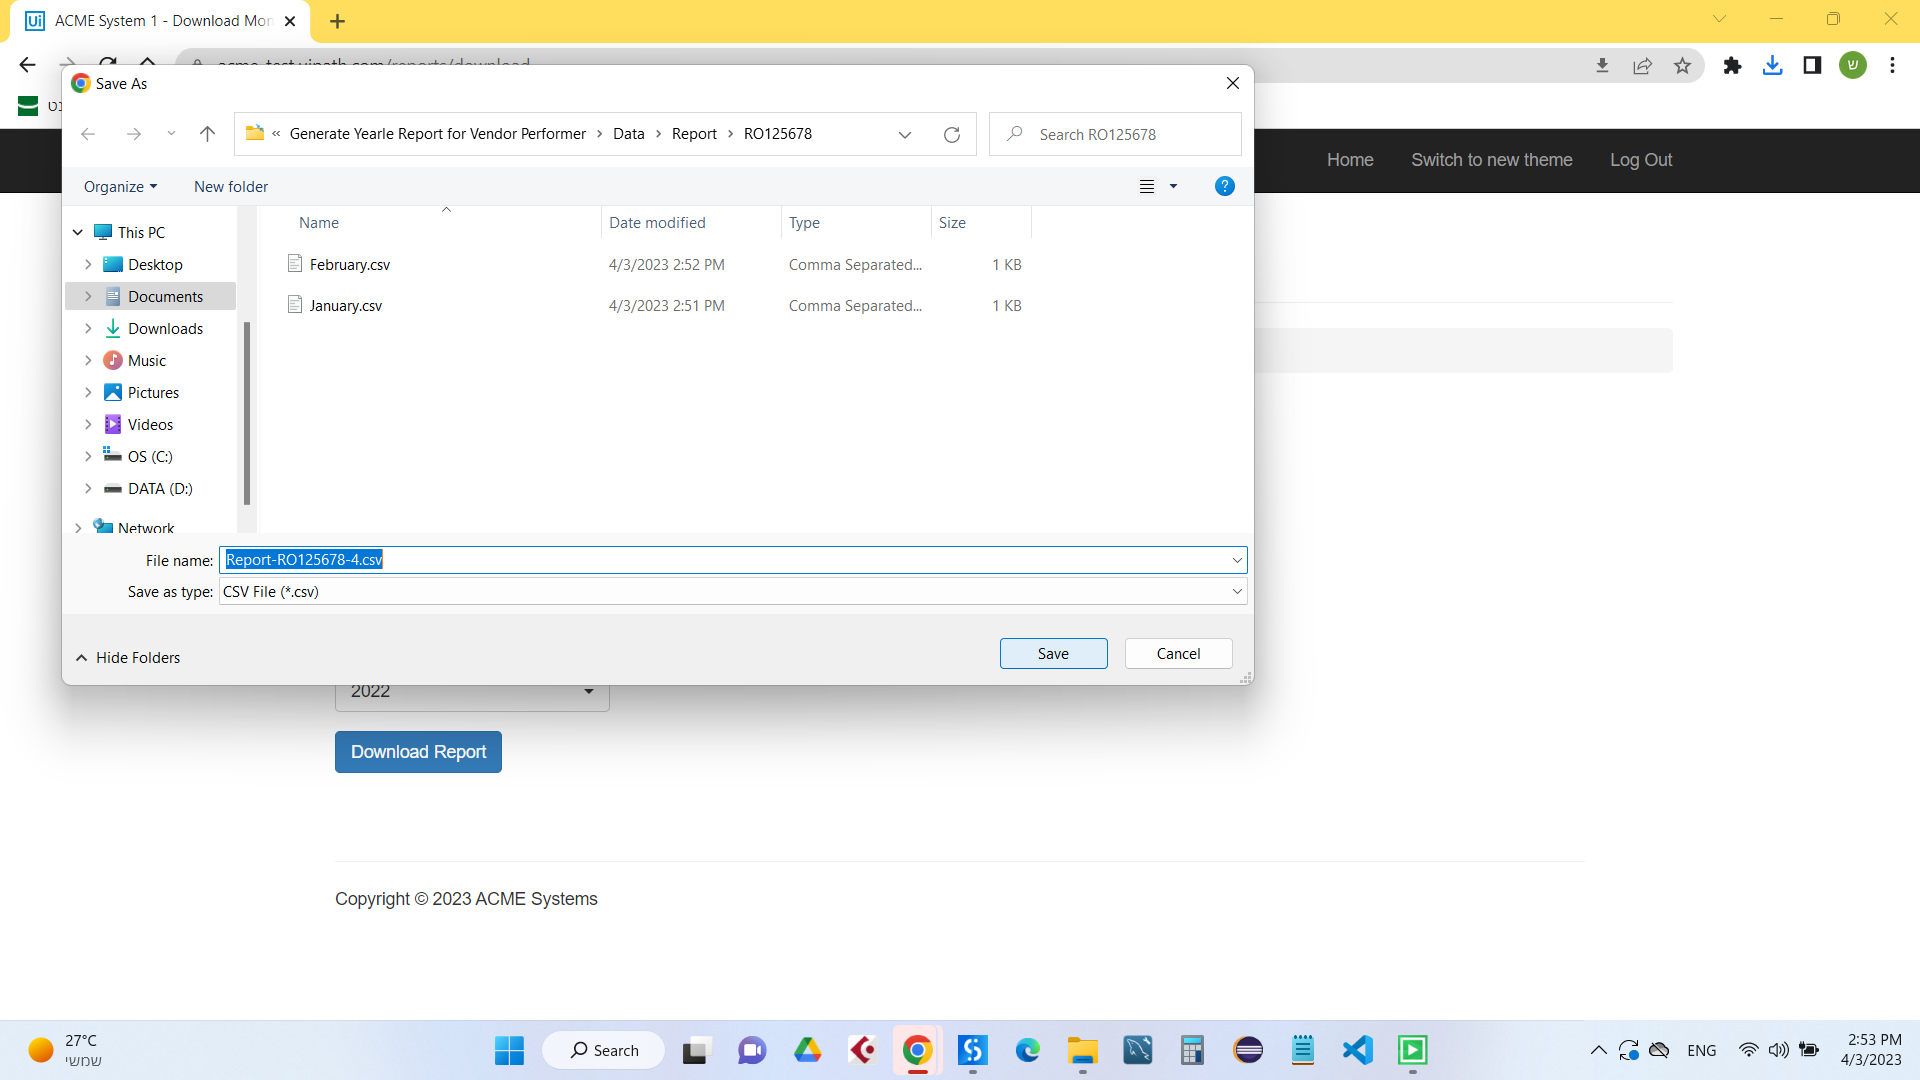 ACME System 1 - Download Mon
acme-test.uipath.com/reports/download
ש
Save As
« Generate Yearle Report for Vendor Performer > Data > Report > RO125678
Search RO125678
Home Switch to new theme Log Out
Organize New folder
Name Date modified Type Size
This PC
Desktop
Documents
Downloads
Music
Pictures
Videos
OS (C:)
DATA (D:)
Network
February.csv 4/3/2023 2:52 PM Comma Separated... 1 KB
January.csv 4/3/2023 2:51 PM Comma Separated... 1 KB
File name: Report-RO125678-4.csv
Save as type: CSV File (*.csv)
Hide Folders
Save Cancel
2022
Download Report
Copyright © 2023 ACME Systems
27°C
שמשי
Search
ENG
2:53 PM
4/3/2023